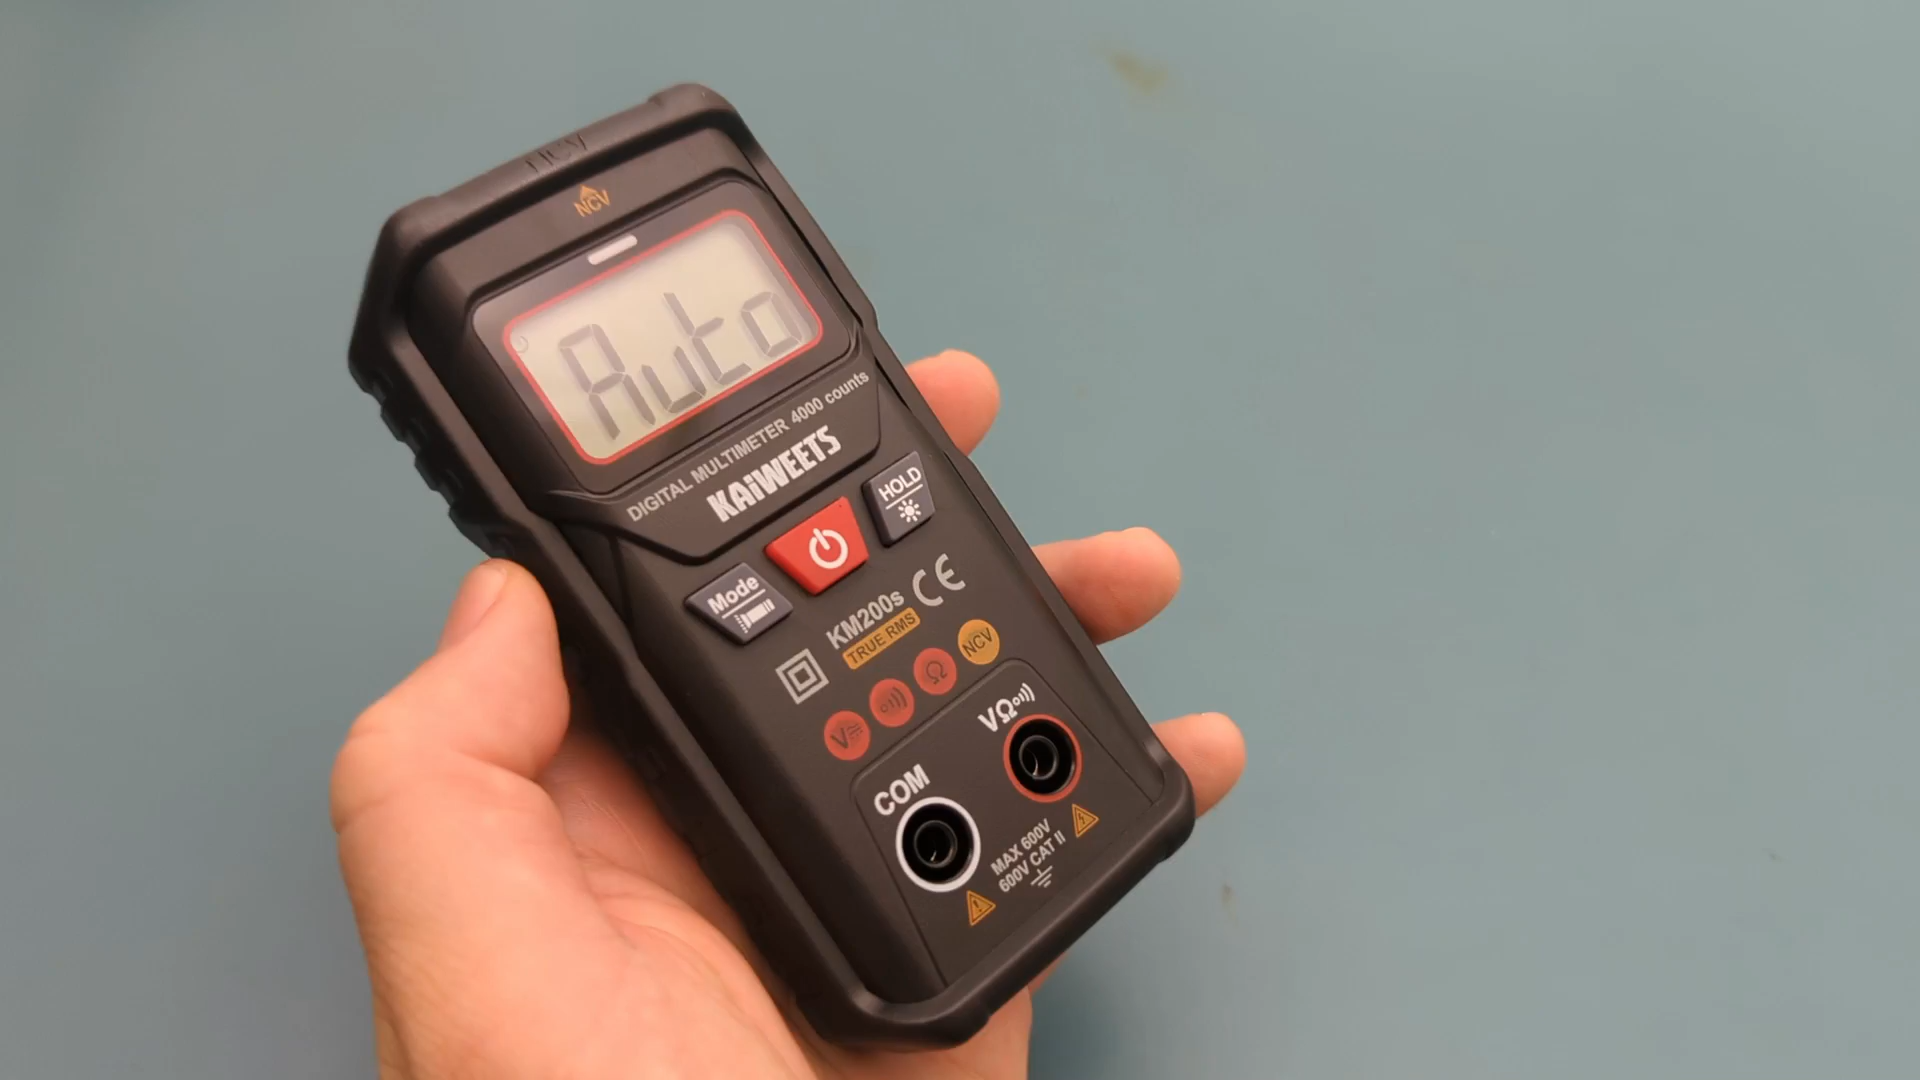 NCV
NCV
Auto
DIGITAL MULTIMETER 4000 counts
KAiWEETS
HOLD
Mode
KM200s CE
TRUE RMS
V Ω NCV
VΩ
COM
MAX 600V
600V CAT II